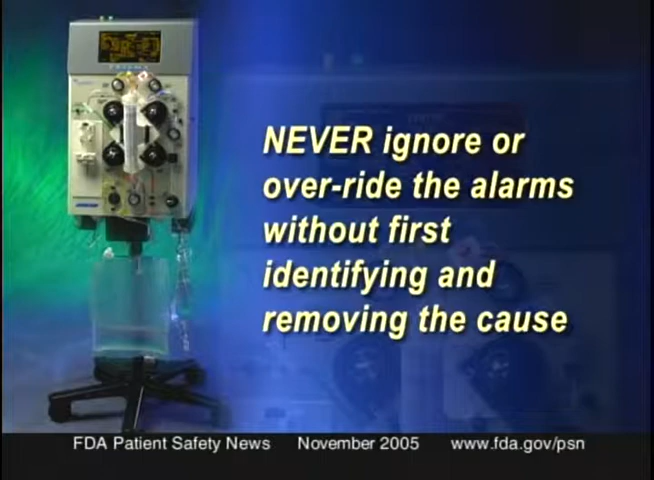 PRISMA
NEVER ignore or
over-ride the alarms
without first
identifying and
removing the cause
FDA Patient Safety News November 2005 www.fda.gov/psn